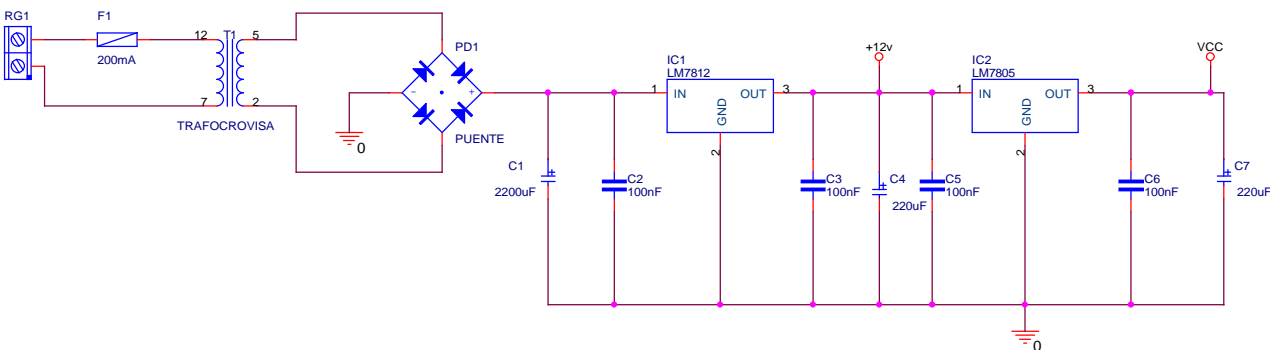 RG1
F1
200mA
12
T1
5
7
2
TRAFOCROVISA
PD1
-
+
PUENTE
0
C1
2200uF
C2
100nF
IC1
LM7812
1
IN
OUT
3
GND
2
C3
100nF
+12v
C4
220uF
C5
100nF
IC2
LM7805
1
IN
OUT
3
GND
2
VCC
C6
100nF
C7
220uF
0